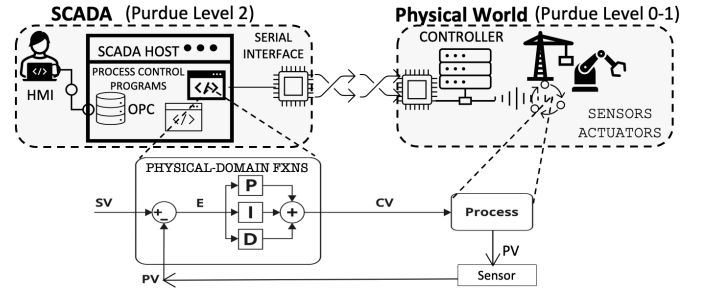 SCADA (Purdue Level 2)
Physical World (Purdue Level 0-1)
SCADA HOST
SERIAL
INTERFACE
CONTROLLER
PROCESS CONTROL
PROGRAMS
</>
HMI
</>
OPC
</>
SENSORS
ACTUATORS
PHYSICAL-DOMAIN FXNS
SV
+
−
E
P
I
D
+
CV
Process
PV
PV
Sensor